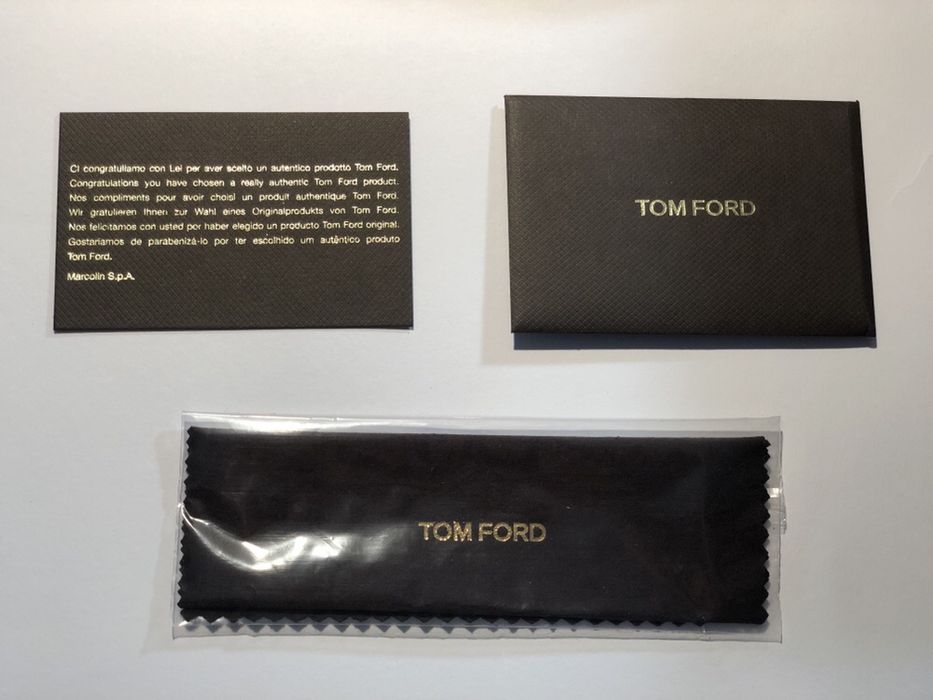 Ci congratuliamo con Lei per aver scelto un autentico prodotto Tom Ford.
Congratulations you have chosen a really authentic Tom Ford product.
Nos compliments pour avoir choisi un produit authentique Tom Ford.
Wir gratulieren Ihnen zur Wahl eines Originalprodukts von Tom Ford.
Nos felicitamos con usted por haber elegido un producto Tom Ford original.
Gostaríamos de parabenizá-lo por ter escolhido um autêntico produto
Tom Ford.
Marcolin S.p.A.
TOM FORD
TOM FORD